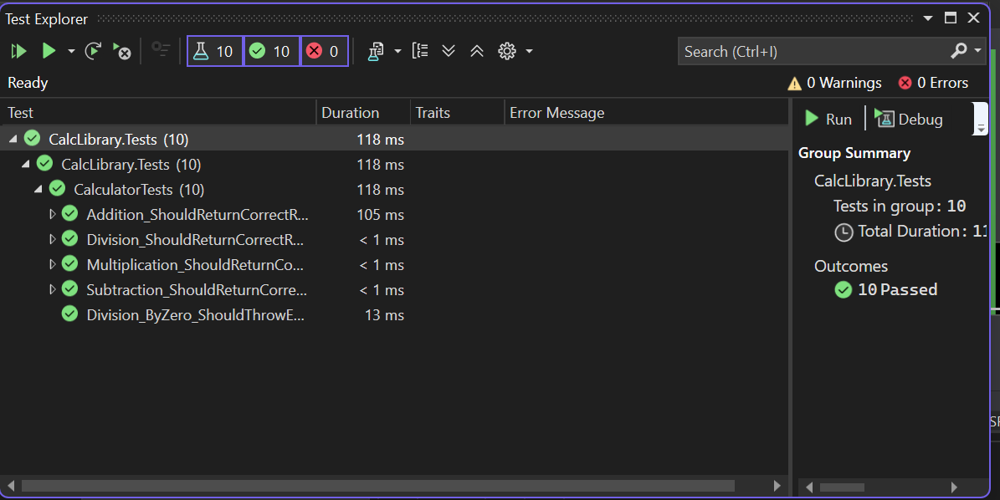 Test Explorer
10 10 0
Search (Ctrl+I)
Ready
0 Warnings 0 Errors
Test Duration Traits Error Message
CalcLibrary.Tests (10) 118 ms
CalcLibrary.Tests (10) 118 ms
CalculatorTests (10) 118 ms
Addition_ShouldReturnCorrectR... 105 ms
Division_ShouldReturnCorrectR... < 1 ms
Multiplication_ShouldReturnCo... < 1 ms
Subtraction_ShouldReturnCorre... < 1 ms
Division_ByZero_ShouldThrowE... 13 ms
Run Debug
Group Summary
CalcLibrary.Tests
Tests in group: 10
Total Duration:
Outcomes
10 Passed